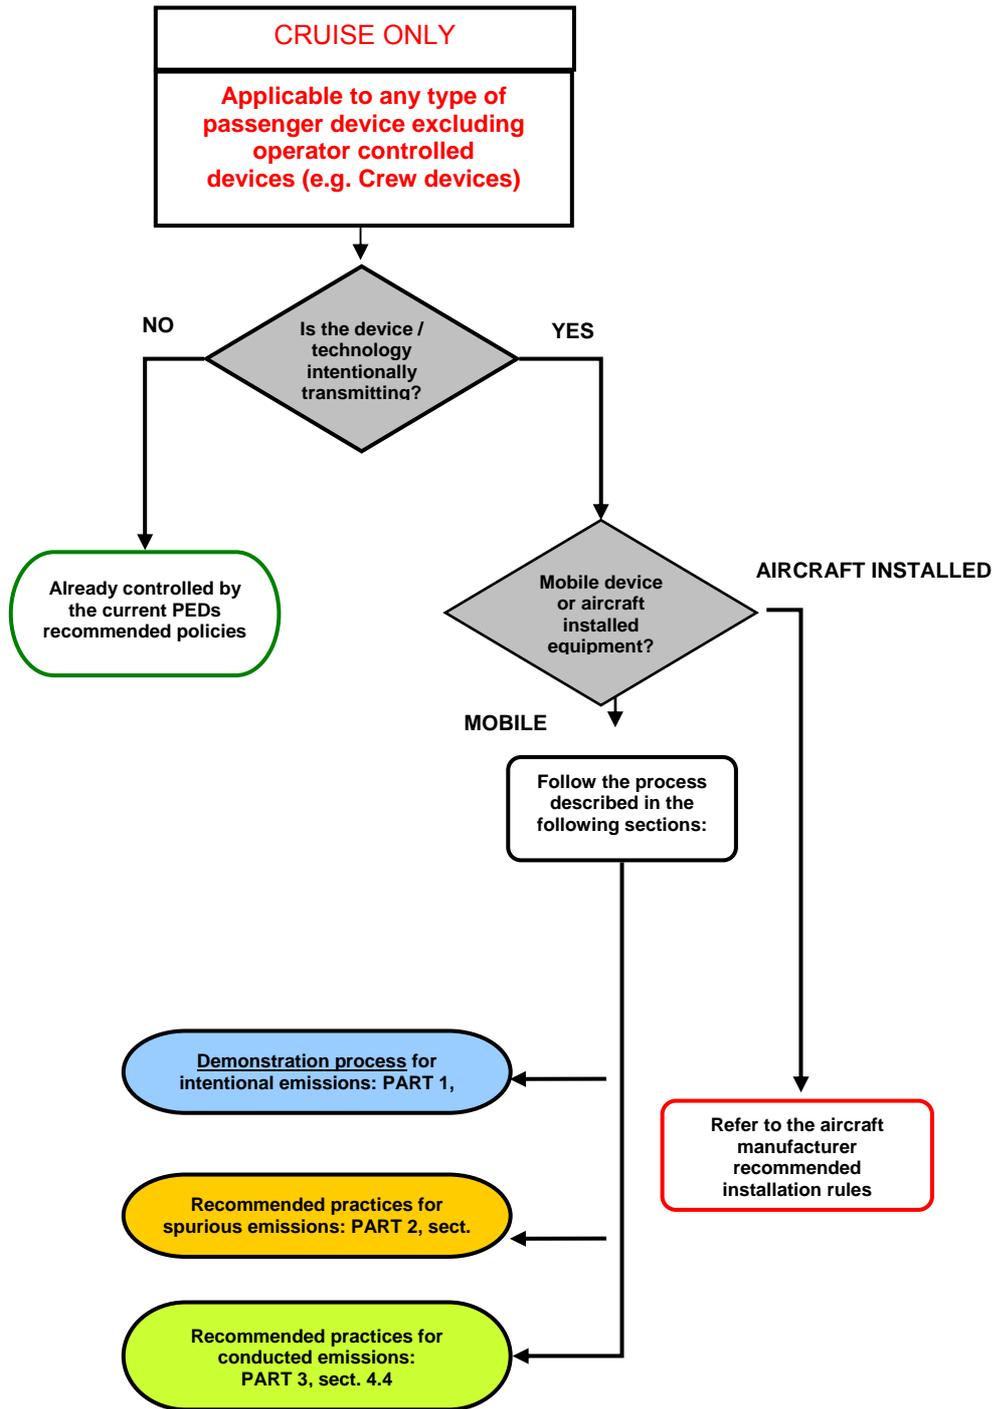 CRUISE ONLY
Applicable to any type of
passenger device excluding
operator controlled
devices (e.g. Crew devices)
NO
Is the device /
technology
intentionally
transmitting?
YES
Already controlled by
the current PEDs
recommended policies
Mobile device
or aircraft
installed
equipment?
AIRCRAFT INSTALLED
MOBILE
Follow the process
described in the
following sections:
Demonstration process for
intentional emissions: PART 1,
Refer to the aircraft
manufacturer
recommended
installation rules
Recommended practices for
spurious emissions: PART 2, sect.
Recommended practices for
conducted emissions:
PART 3, sect. 4.4